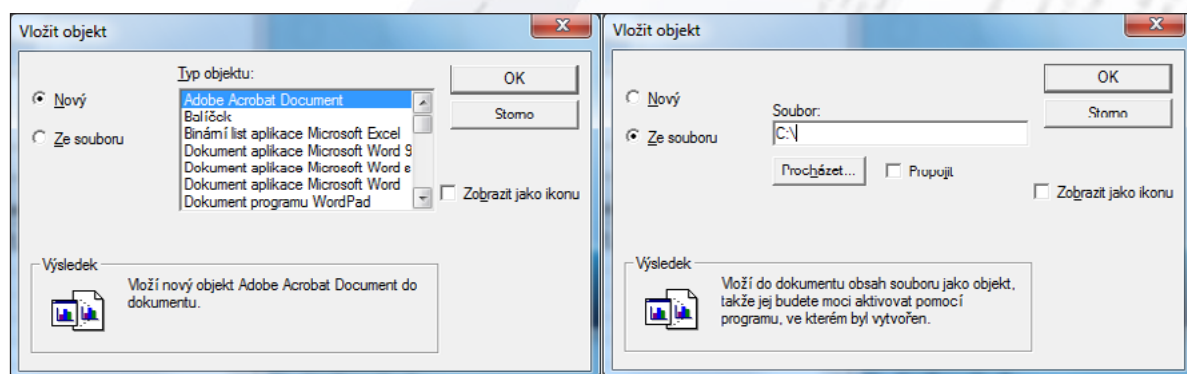 Vložit objekt
Nový
Ze souboru
Typ objektu:
Adobe Acrobat Document
Balíček
Binární list aplikace Microsoft Excel
Dokument aplikace Microsoft Word 9
Dokument aplikace Microsoft Word s
Dokument aplikace Microsoft Word
Dokument programu WordPad
OK
Storno
Zobrazit jako ikonu
Výsledek
Vloží nový objekt Adobe Acrobat Document do
dokumentu.
Vložit objekt
Nový
Ze souboru
Soubor:
C:\
Procházet...
Propojit
OK
Storno
Zobrazit jako ikonu
Výsledek
Vloží do dokumentu obsah souboru jako objekt,
takže jej budete moci aktivovat pomocí
programu, ve kterém byl vytvořen.